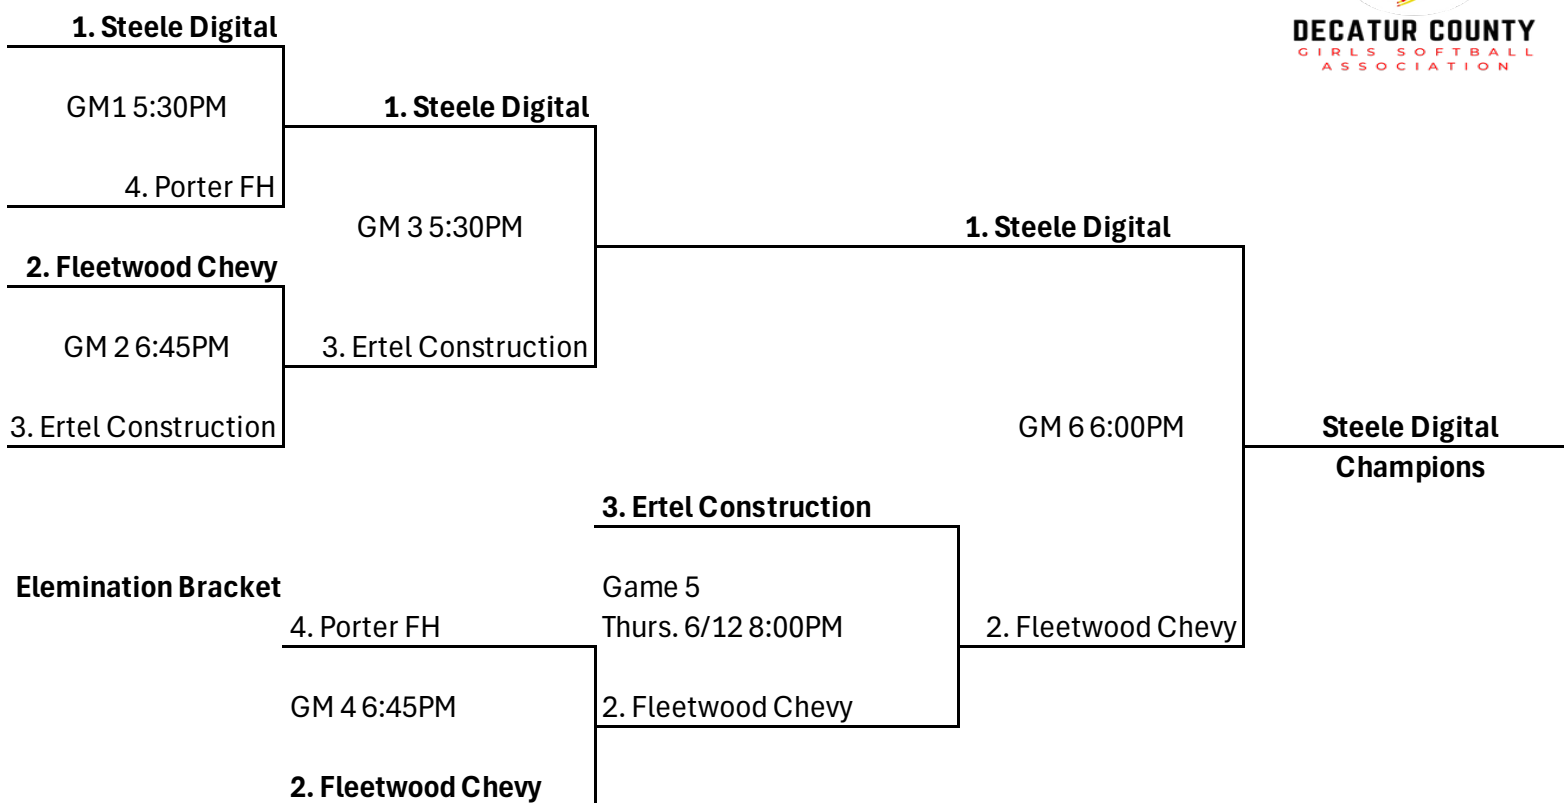 1. Steele Digital
DECATUR COUNTY
GIRLS SOFTBALL
ASSOCIATION
GM1 5:30PM
1. Steele Digital
4. Porter FH
GM 3 5:30PM
1. Steele Digital
2. Fleetwood Chevy
GM 2 6:45PM
3. Ertel Construction
3. Ertel Construction
GM 6 6:00PM
Steele Digital
Champions
3. Ertel Construction
Elemination Bracket
Game 5
4. Porter FH
Thurs. 6/12 8:00PM
2. Fleetwood Chevy
GM 4 6:45PM
2. Fleetwood Chevy
2. Fleetwood Chevy